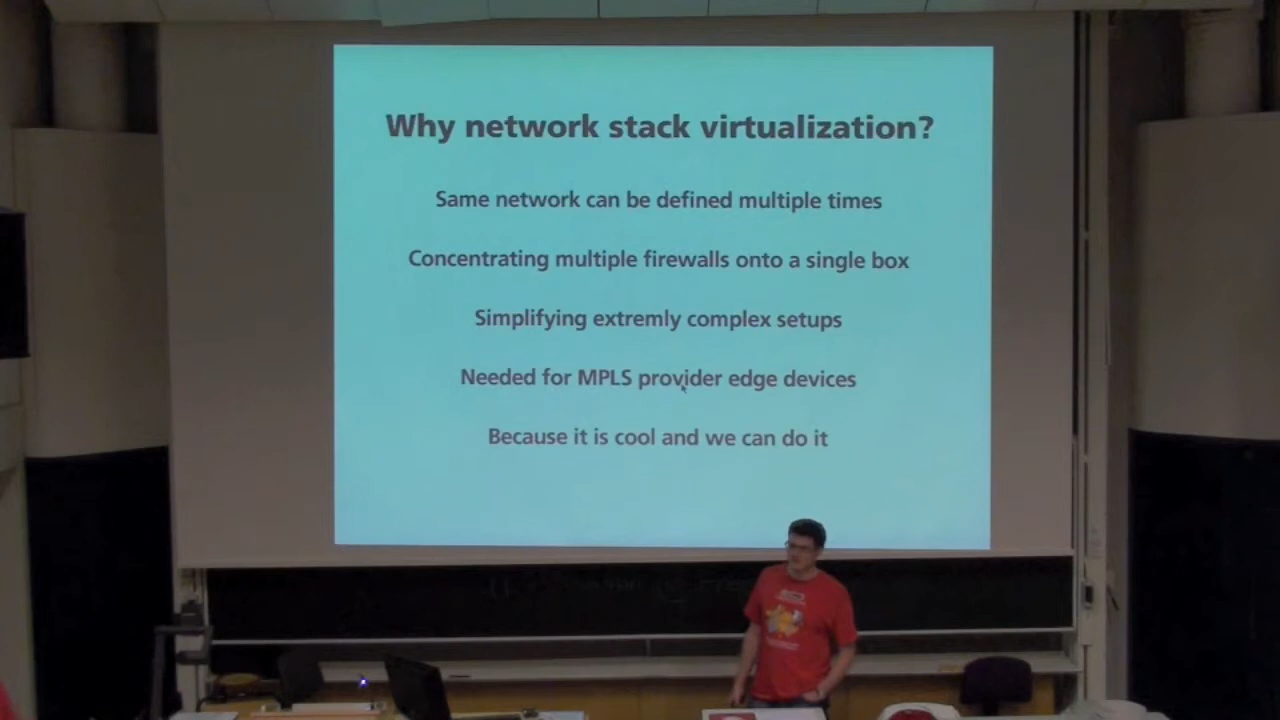 Why network stack virtualization?
Same network can be defined multiple times
Concentrating multiple firewalls onto a single box
Simplifying extremly complex setups
Needed for MPLS provider edge devices
Because it is cool and we can do it